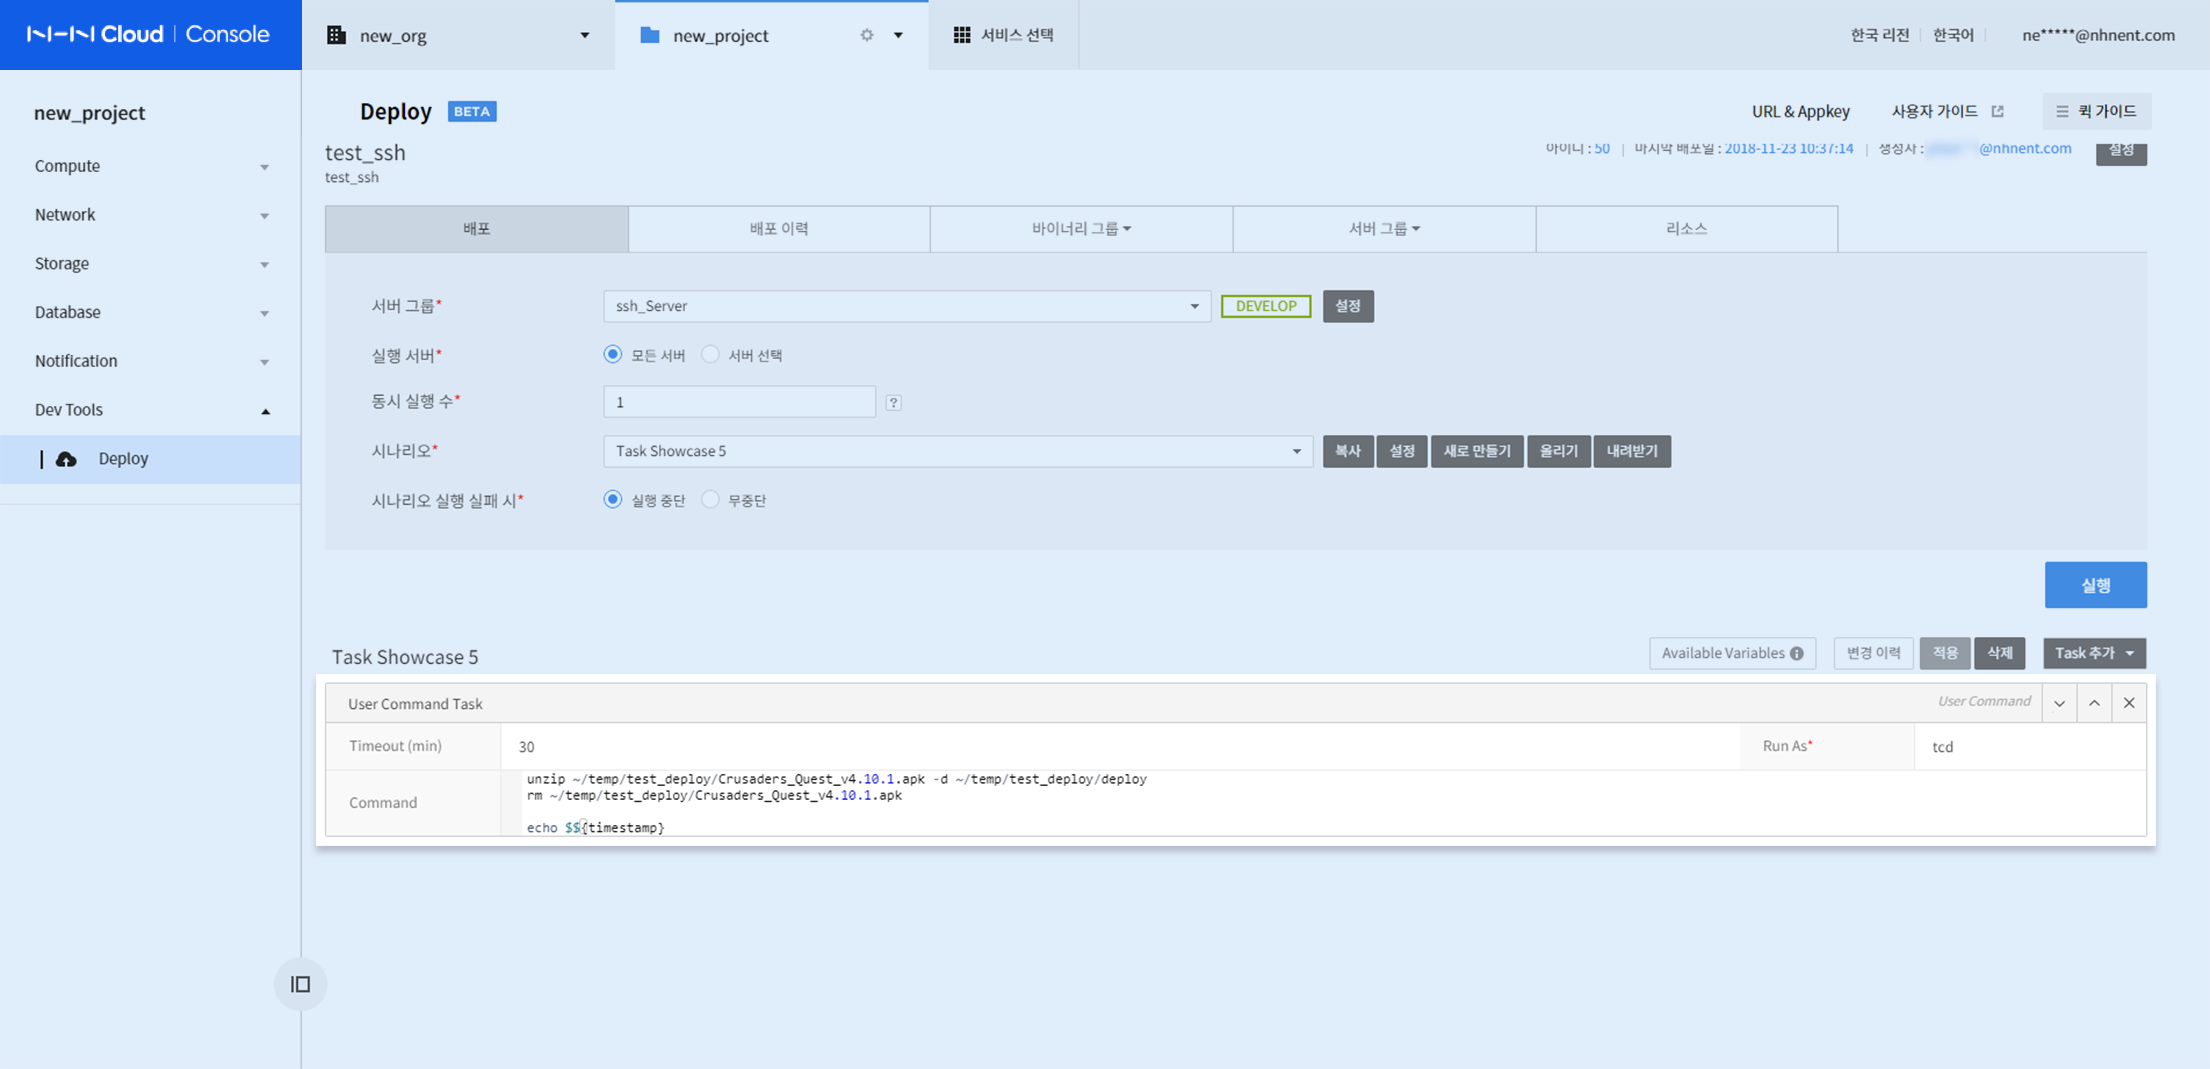 NHN Cloud | Console
new_org
new_project
서비스 선택
한국 리전
한국어
ne*****@nhnent.com
new_project
Compute
Network
Storage
Database
Notification
Dev Tools
Deploy
Deploy BETA
URL & Appkey
사용자 가이드
퀵 가이드
test_ssh
아이디 : 50 | 마지막 배포일 : 2018-11-23 10:37:14 | 생성자 : @nhnent.com
설정
test_ssh
배포
배포 이력
바이너리 그룹
서버 그룹
리소스
서버 그룹* ssh_Server DEVELOP 설정
실행 서버* 모든 서버 서버 선택
동시 실행 수* 1 ?
시나리오* Task Showcase 5 복사 설정 새로 만들기 올리기 내려받기
시나리오 실행 실패 시* 실행 중단 무중단
실행
Task Showcase 5
Available Variables
변경 이력
적용
삭제
Task 추가
User Command Task
User Command
Timeout (min) 30 Run As* tcd
Command
unzip ~/temp/test_deploy/Crusaders_Quest_v4.10.1.apk -d ~/temp/test_deploy/deploy
rm ~/temp/test_deploy/Crusaders_Quest_v4.10.1.apk
echo $${timestamp}